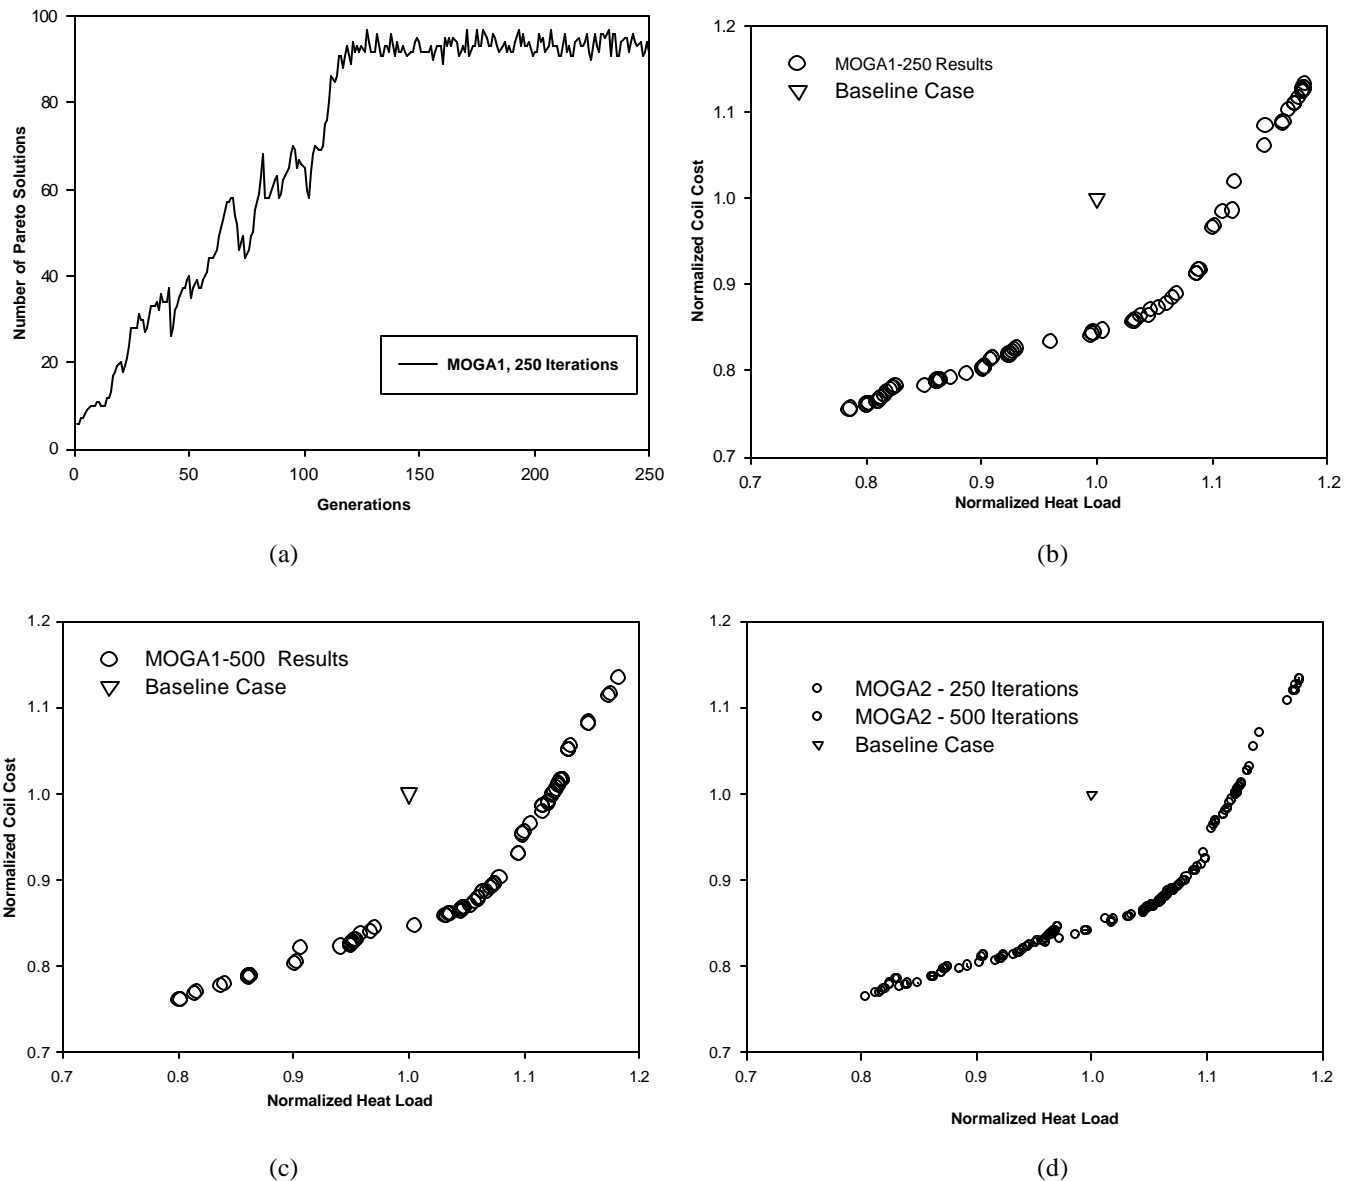 100
80
60
40
20
0
Number of Pareto Solutions
MOGA1, 250 Iterations
0 50 100 150 200 250
Generations
(a)
1.2
1.1
1.0
0.9
0.8
0.7
Normalized Coil Cost
MOGA1-250 Results
Baseline Case
0.7 0.8 0.9 1.0 1.1 1.2
Normalized Heat Load
(b)
1.2
1.1
1.0
0.9
0.8
0.7
Normalized Coil Cost
MOGA1-500 Results
Baseline Case
0.7 0.8 0.9 1.0 1.1 1.2
Normalized Heat Load
(c)
1.2
1.1
1.0
0.9
0.8
0.7
MOGA2 - 250 Iterations
MOGA2 - 500 Iterations
Baseline Case
0.7 0.8 0.9 1.0 1.1 1.2
Normalized Heat Load
(d)